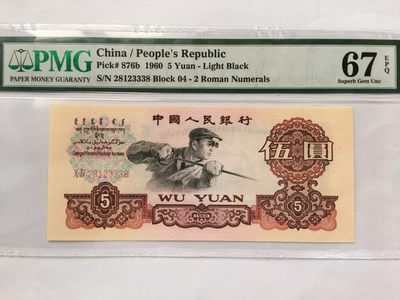 PMG
PAPER MONEY GUARANTY
China / People's Republic
Pick# 876b 1960 5 Yuan - Light Black
S/N 28123338 Block 04 - 2 Roman Numerals
67 EPQ
Superb Gem Unc
中國人民銀行
伍圓
28123338
WU YUAN
5
5